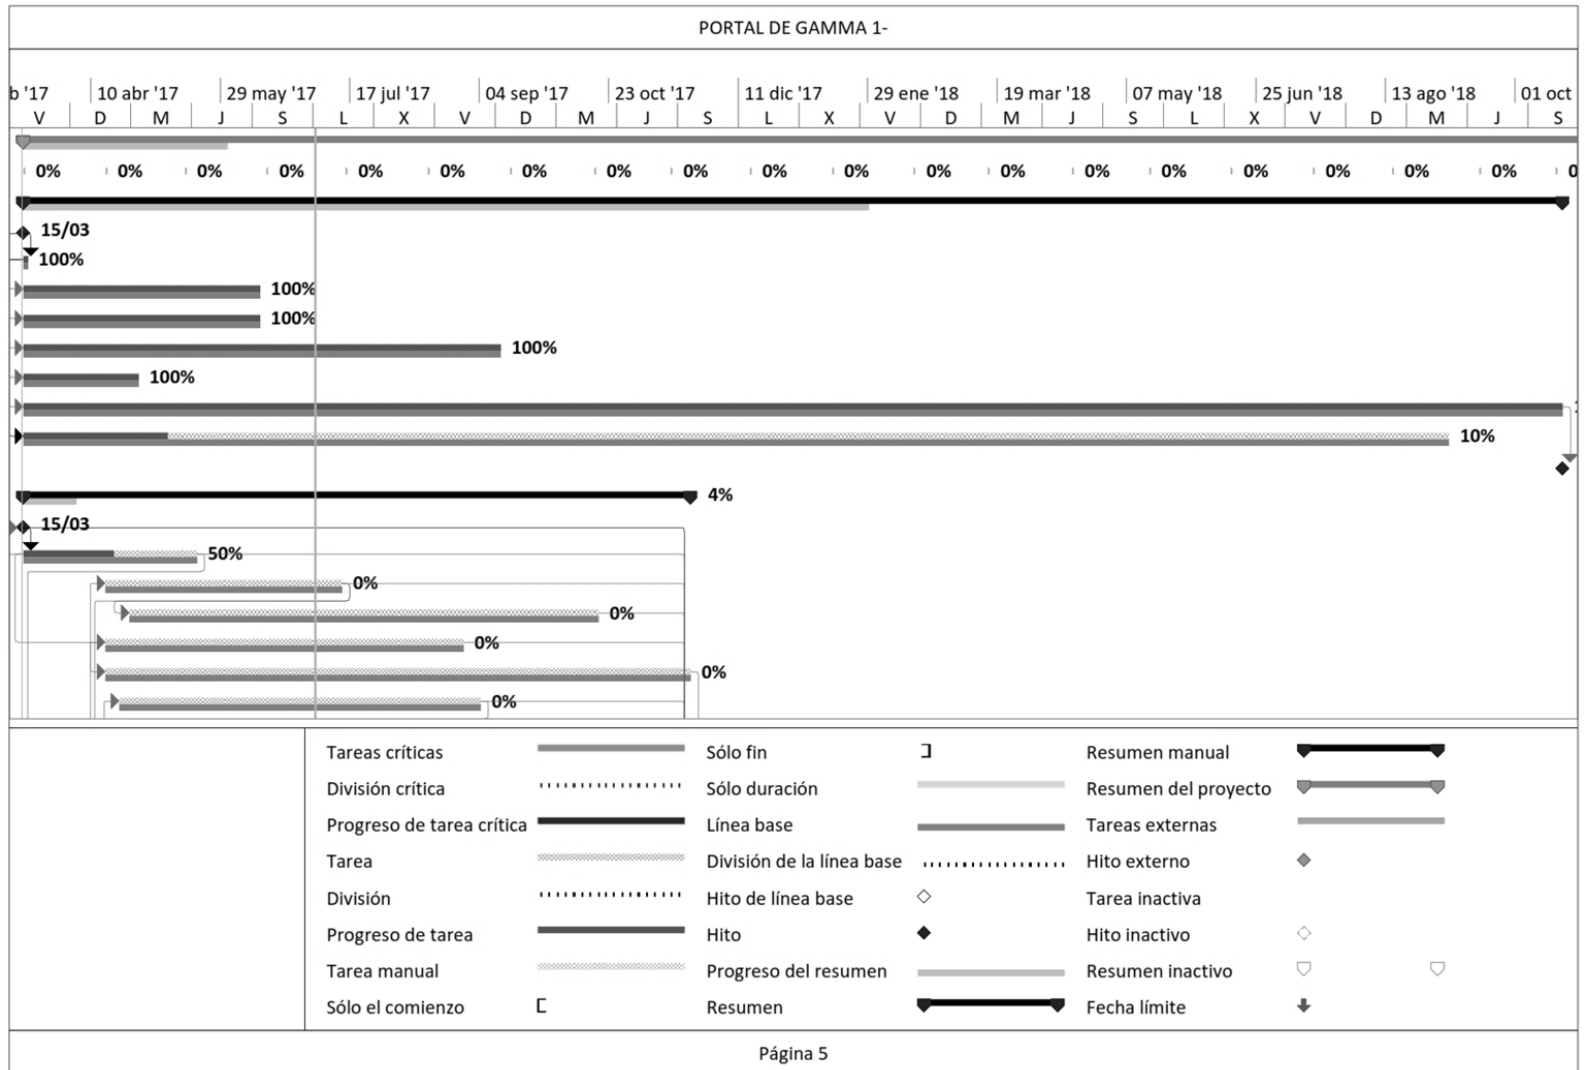 PORTAL DE GAMMA 1-
b '17 10 abr '17 29 may '17 17 jul '17 04 sep '17 23 oct '17 11 dic '17 29 ene '18 19 mar '18 07 may '18 25 jun '18 13 ago '18 01 oct
V D M J S L X V D M J S L X V D M J S L X V D M J S
0% 0% 0% 0% 0% 0% 0% 0% 0% 0% 0% 0% 0% 0% 0% 0% 0% 0% 0
15/03
100%
100%
100%
100%
100%
10%
4%
15/03
50%
0%
0%
0%
0%
0%
Tareas críticas Sólo fin Resumen manual
División crítica Sólo duración Resumen del proyecto
Progreso de tarea crítica Línea base Tareas externas
Tarea División de la línea base Hito externo
División Hito de línea base Tarea inactiva
Progreso de tarea Hito Hito inactivo
Tarea manual Progreso del resumen Resumen inactivo
Sólo el comienzo Resumen Fecha límite
Página 5